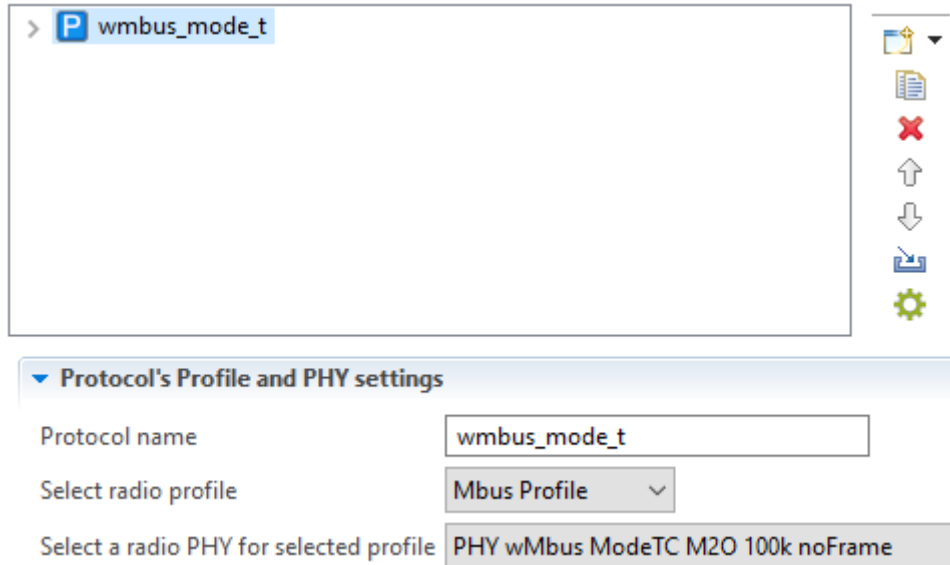 P wmbus_mode_t
Protocol's Profile and PHY settings
Protocol name wmbus_mode_t
Select radio profile Mbus Profile
Select a radio PHY for selected profile PHY wMbus ModeTC M2O 100k noFrame